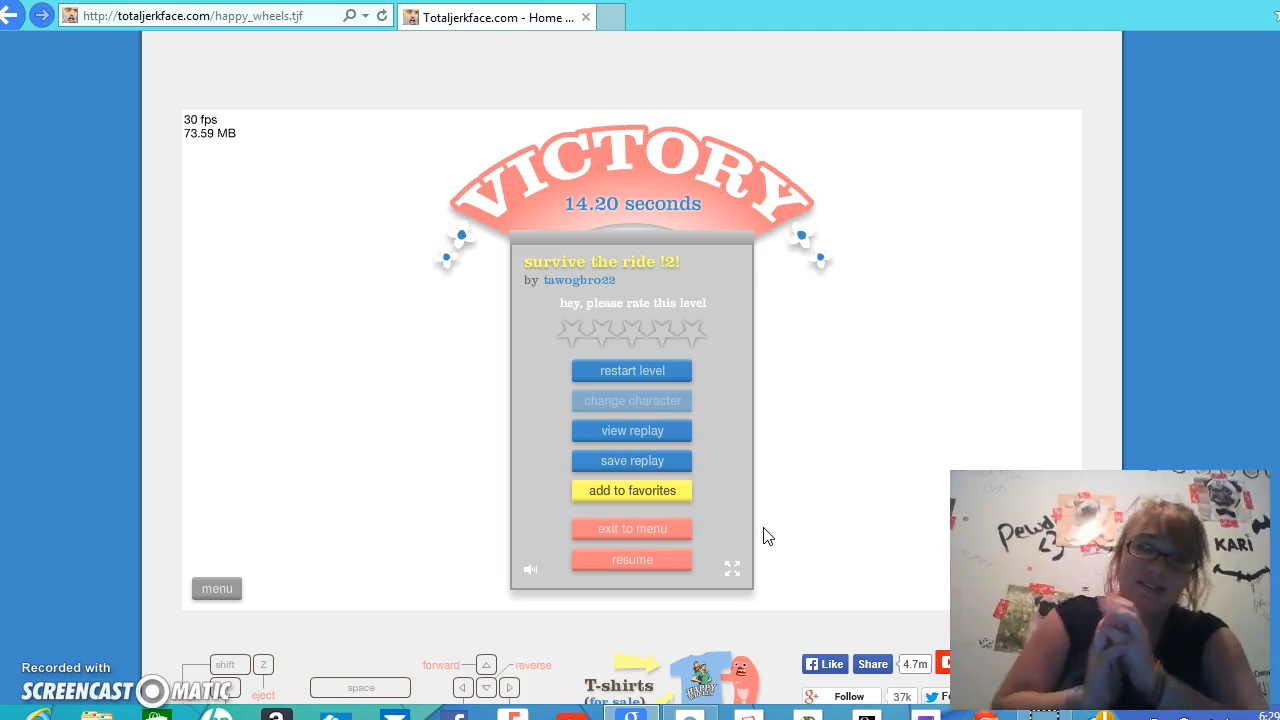 http://totaljerkface.com/happy_wheels.tjf
Totaljerkface.com - Home ...
30 fps
73.59 MB
VICTORY
14.20 seconds
survive the ride !2!
by tawogbro22
hey, please rate this level
restart level
change character
view replay
save replay
add to favorites
exit to menu
resume
menu
KARI
Recorded with
SCREENCAST MATIC
shift
Z
eject
space
forward
reverse
T-shirts
(for sale)
HAPPY WHEELS
Like
Share
4.7m
Follow
37k